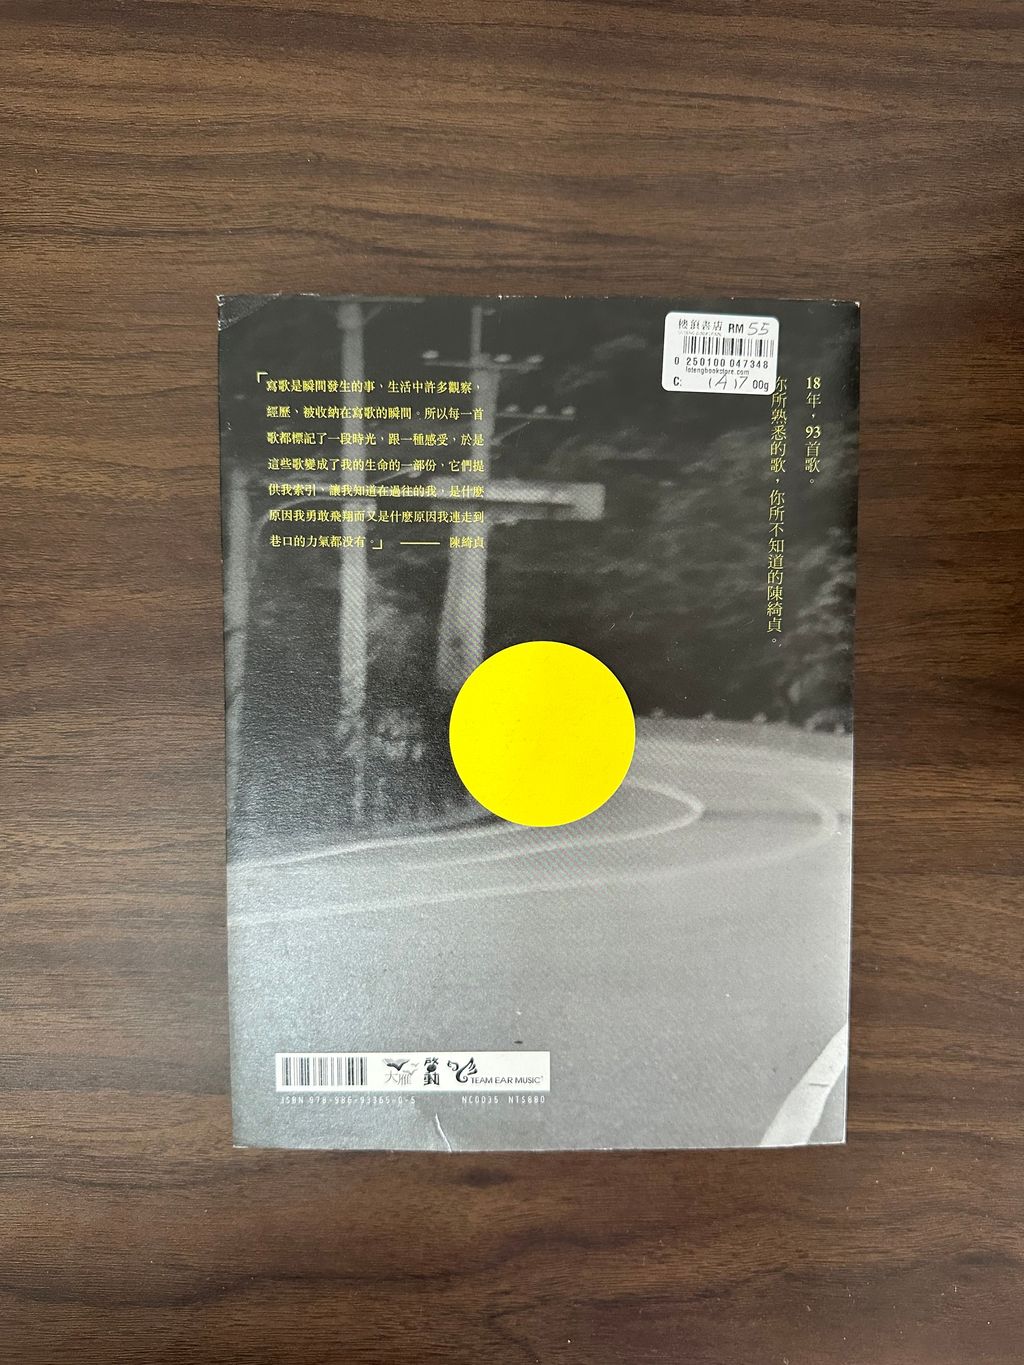 樓頂書店 RM 55
0 250100 047348
lotengbookstore.com
C: (A)7 00g
18年，93首歌。
你所熟悉的歌，你所不知道的陳綺貞。
「寫歌是瞬間發生的事，生活中許多觀察，
經歷，被收納在寫歌的瞬間。所以每一首
歌都標記了一段時光，跟一種感受，於是
這些歌變成了我的生命的一部份，它們提
供我索引，讓我知道在過往的我，是什麼
原因我勇敢飛翔而又是什麼原因我連走到
巷口的力氣都没有。」 ——— 陳綺貞
大雁 啓動 TEAM EAR MUSIC
ISBN 978-986-93365-0-5 NC0035 NT$880